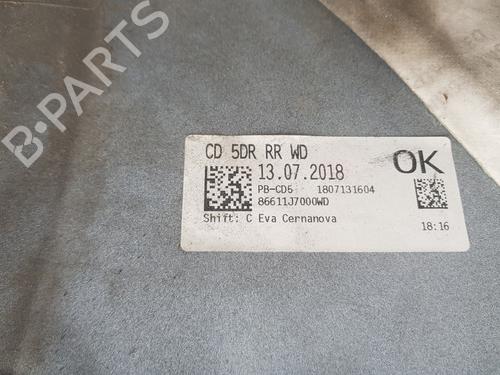 CD 5DR RR WD
OK
13.07.2018
PB-CD5 1807131604
86611J7000WD
Shift: C Eva Cernanova
18:16
B-PARTS